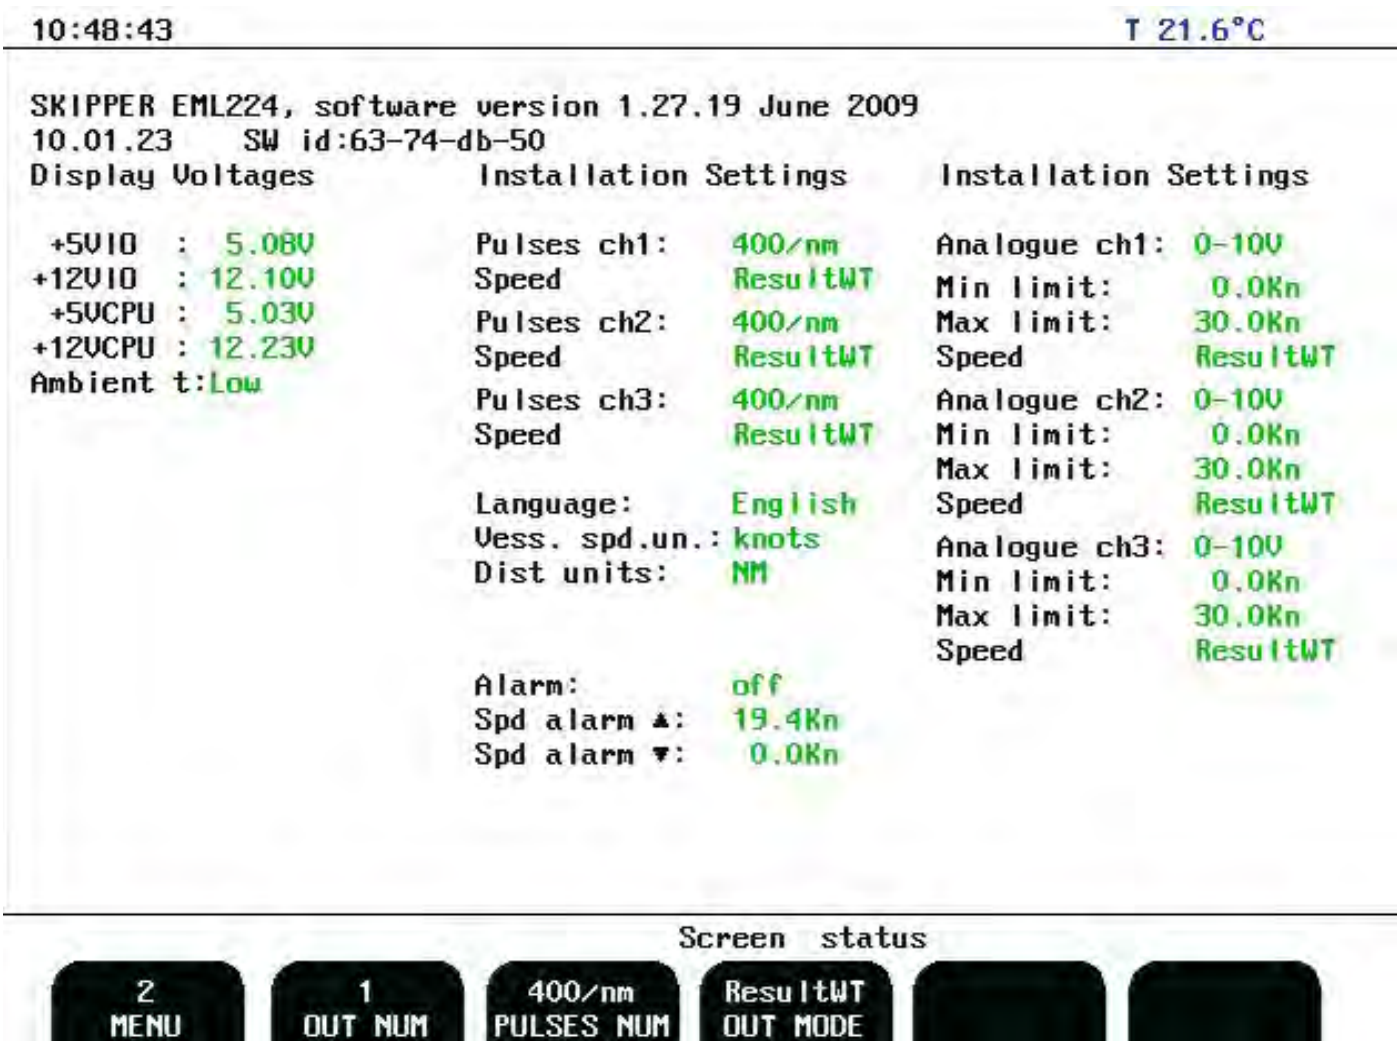 10:48:43 T 21.6°C
SKIPPER EML224, software version 1.27.19 June 2009
10.01.23 SW id:63-74-db-50
Display Voltages Installation Settings Installation Settings
+5VIO : 5.08V
+12VIO : 12.10V
+5VCPU : 5.03V
+12VCPU : 12.23V
Ambient t:Low
Pulses ch1: 400/nm
Speed ResultWT
Pulses ch2: 400/nm
Speed ResultWT
Pulses ch3: 400/nm
Speed ResultWT
Language: English
Vess. spd.un.: knots
Dist units: NM
Alarm: off
Spd alarm ▲: 19.4Kn
Spd alarm ▼: 0.0Kn
Analogue ch1: 0-10V
Min limit: 0.0Kn
Max limit: 30.0Kn
Speed ResultWT
Analogue ch2: 0-10V
Min limit: 0.0Kn
Max limit: 30.0Kn
Speed ResultWT
Analogue ch3: 0-10V
Min limit: 0.0Kn
Max limit: 30.0Kn
Speed ResultWT
Screen status
2
MENU
1
OUT NUM
400/nm
PULSES NUM
ResultWT
OUT MODE